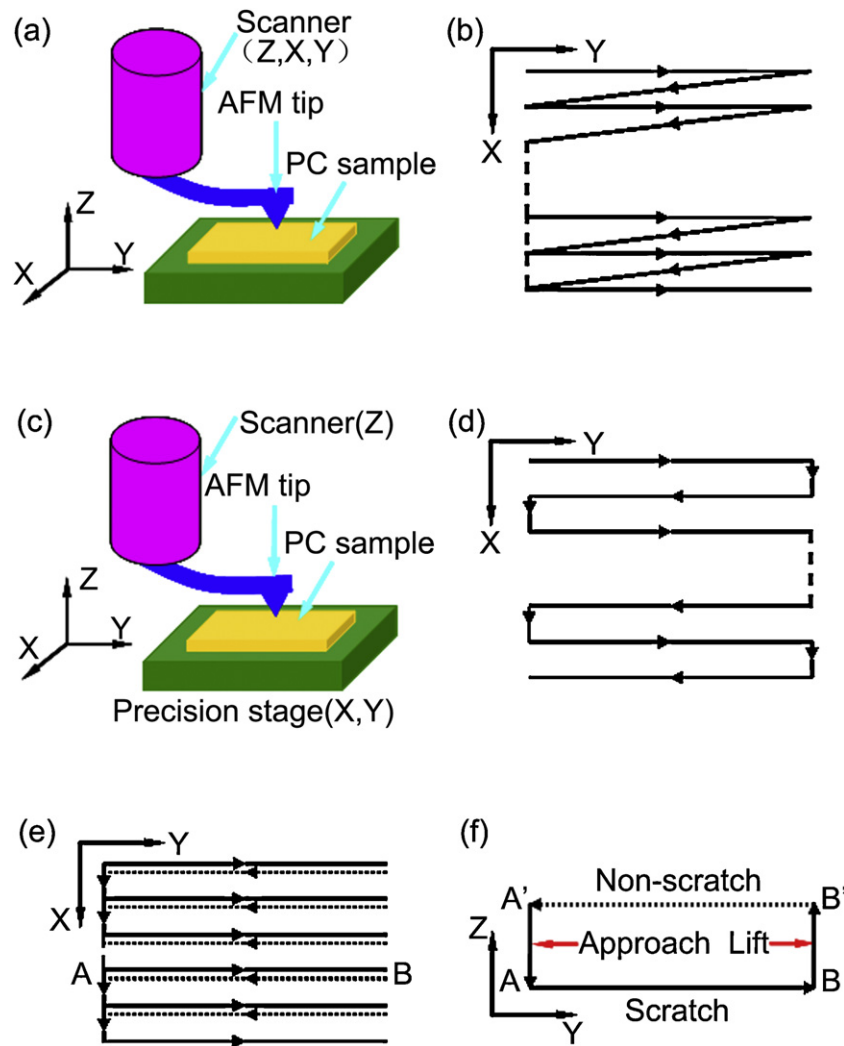 (a)
Scanner
（Z,X,Y）
AFM tip
PC sample
Z
X
Y
(b)
Y
X
(c)
Scanner(Z)
AFM tip
PC sample
Z
X
Y
Precision stage(X,Y)
(d)
Y
X
(e)
Y
X
A
B
(f)
A’
Non-scratch
B’
Z
Approach
Lift
A
B
Scratch
Y